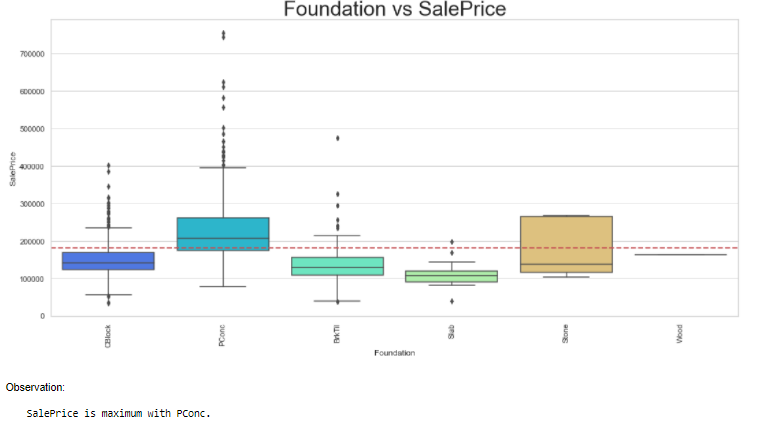 Foundation vs SalePrice
700000
600000
500000
400000
300000
200000
100000
0
SalePrice
CBlock
PConc
BrkTil
Slab
Stone
Wood
Foundation
Observation:
SalePrice is maximum with PConc.